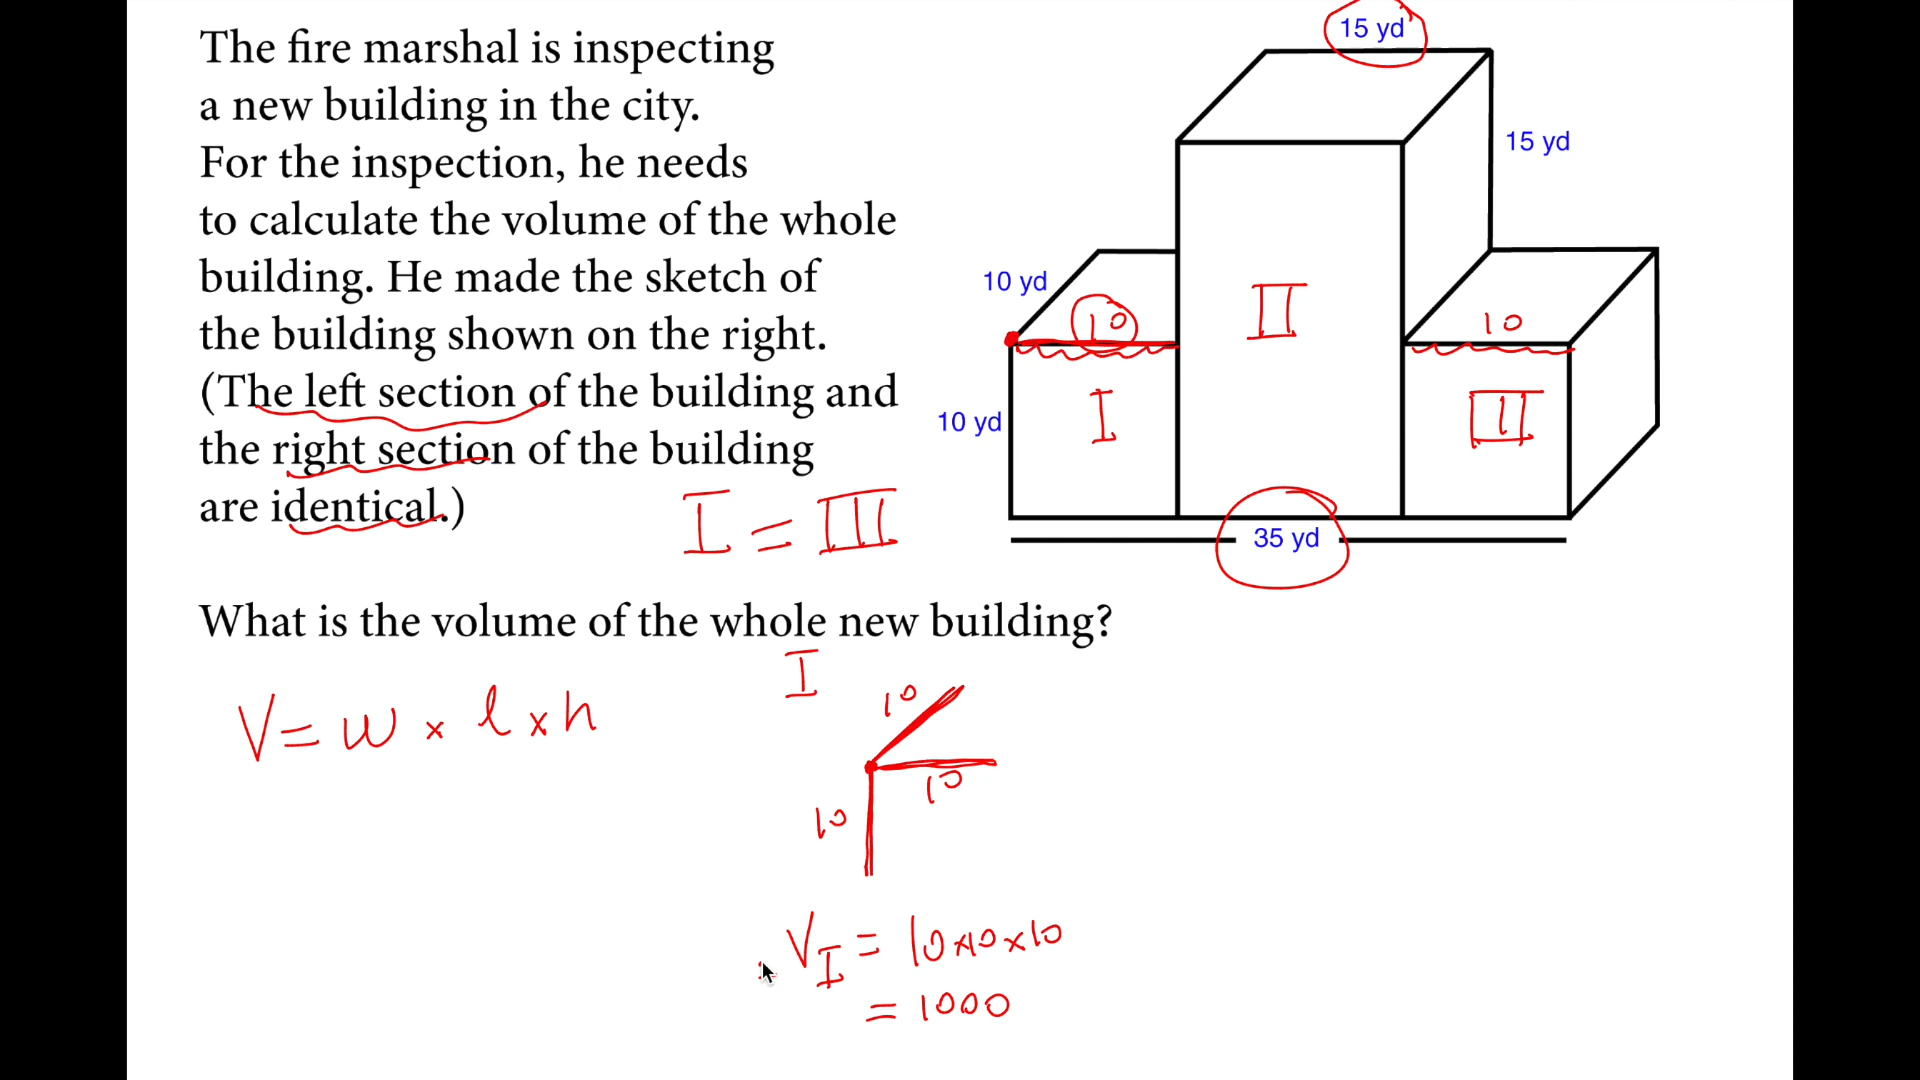 The fire marshal is inspecting
a new building in the city.
For the inspection, he needs
to calculate the volume of the whole
building. He made the sketch of
the building shown on the right.
(The left section of the building and
the right section of the building
are identical.)
I = III
15 yd
15 yd
10 yd
10
10
II
10 yd
I
III
35 yd
What is the volume of the whole new building?
V = w × l × h
I
10
10
10
V I = 10×10×10
= 1000